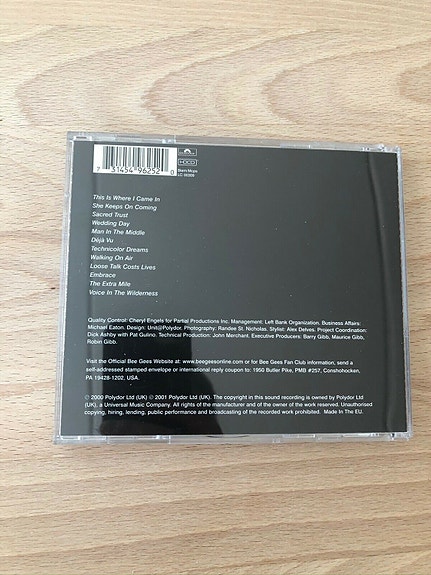 7 31454 96252 0
HDCD
Biem Mcps
LC 00309
This Is Where I Came In
She Keeps On Coming
Sacred Trust
Wedding Day
Man In The Middle
Déjà Vu
Technicolor Dreams
Walking On Air
Loose Talk Costs Lives
Embrace
The Extra Mile
Voice In The Wilderness
Quality Control: Cheryl Engels for Partial Productions Inc. Management: Left Bank Organization. Business Affairs:
Michael Eaton. Design: Unit@Polydor. Photography: Randee St. Nicholas. Stylist: Alex Delves. Project Coordination:
Dick Ashby with Pat Gulino. Technical Production: John Merchant. Executive Producers: Barry Gibb, Maurice Gibb,
Robin Gibb.
Visit the Official Bee Gees Website at: www.beegeesonline.com or for Bee Gees Fan Club information, send a
self-addressed stamped envelope or international reply coupon to: 1950 Butler Pike, PMB #257, Conshohocken,
PA 19428-1202, USA.
℗ 2000 Polydor Ltd (UK) © 2001 Polydor Ltd (UK). The copyright in this sound recording is owned by Polydor Ltd
(UK), a Universal Music Company. All rights of the manufacturer and of the owner of the work reserved. Unauthorised
copying, hiring, lending, public performance and broadcasting of the recorded work prohibited. Made in The EU.